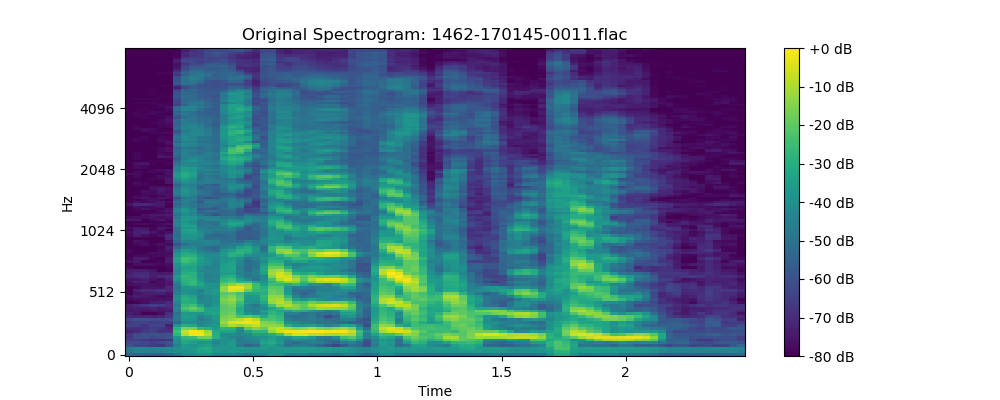 Original Spectrogram: 1462-170145-0011.flac
+0 dB
-10 dB
-20 dB
-30 dB
-40 dB
-50 dB
-60 dB
-70 dB
-80 dB
4096
2048
1024
512
0
Hz
0 0.5 1 1.5 2
Time